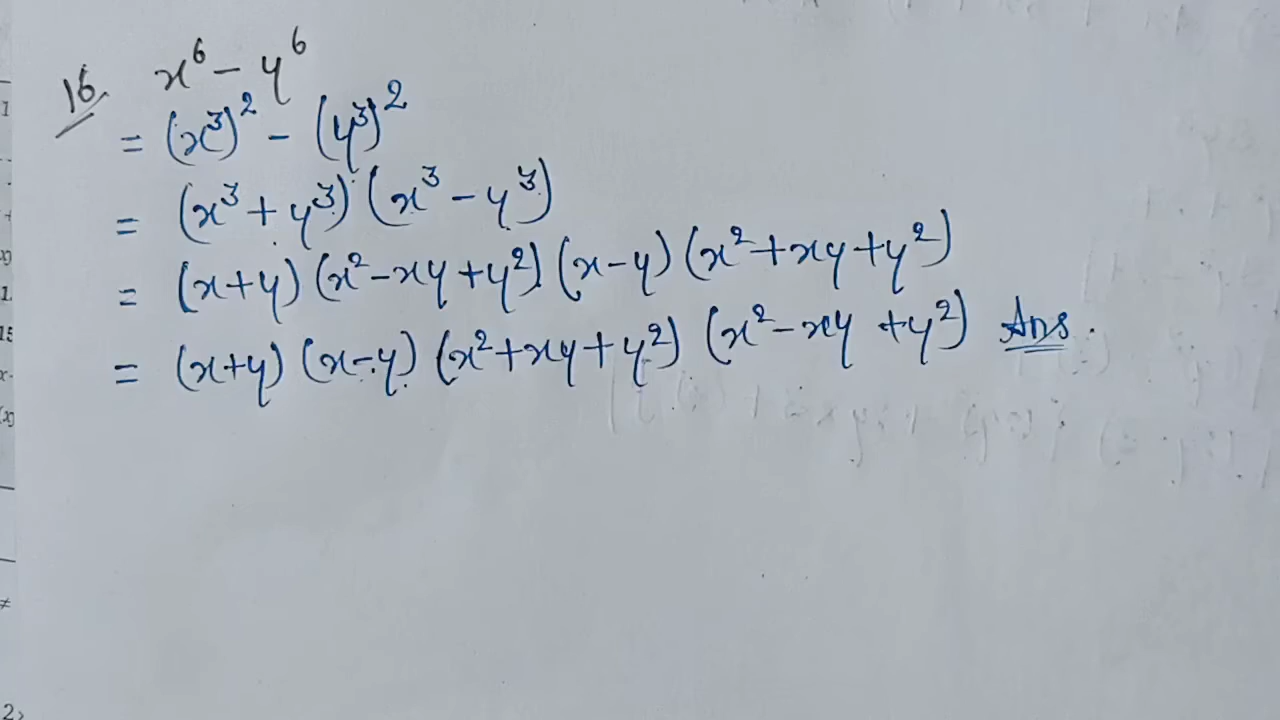 16. x⁶ - y⁶
= (x³)² - (y³)²
= (x³ + y³) (x³ - y³)
= (x+y) (x² - xy + y²) (x-y) (x² + xy + y²)
= (x+y) (x-y) (x² + xy + y²) (x² - xy + y²) Ans.